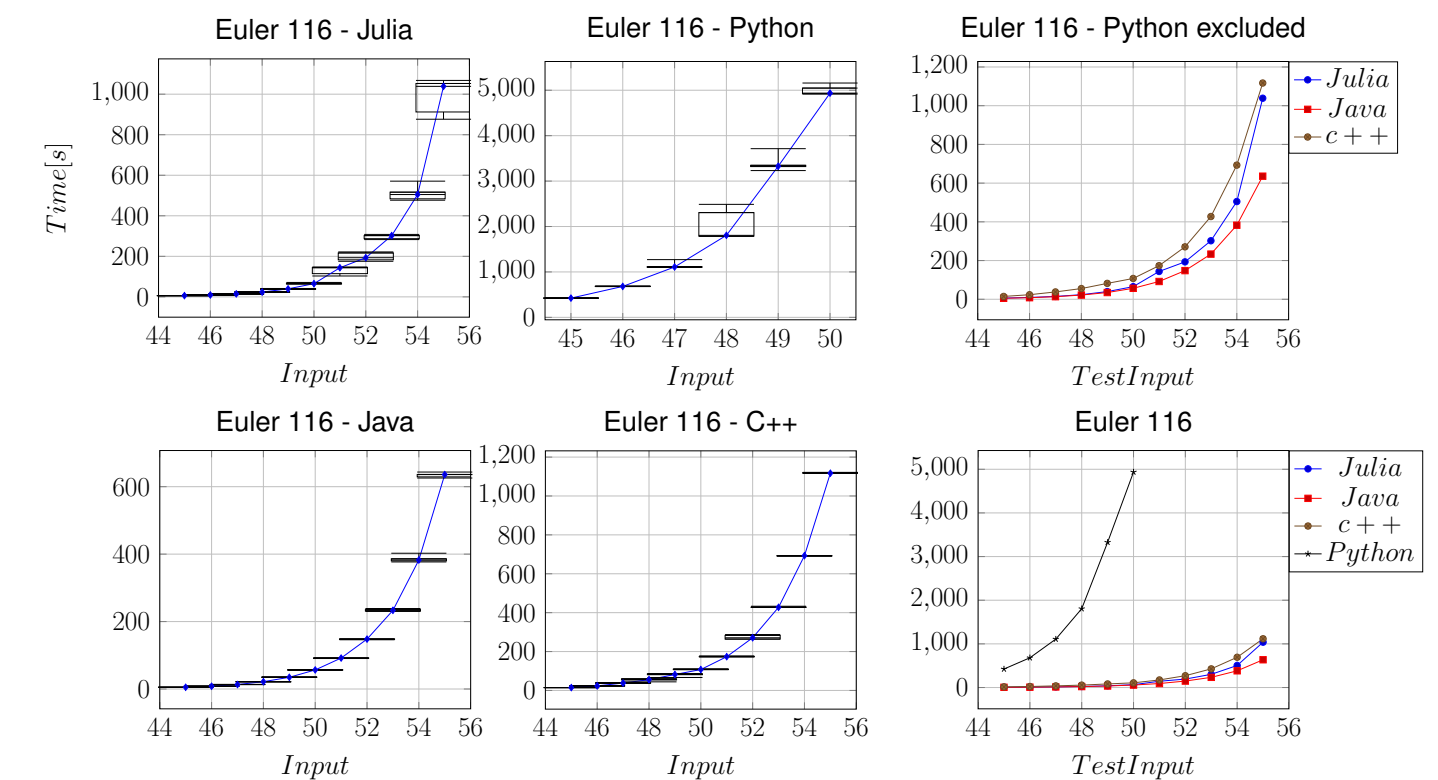 Euler 116 - Julia
Time[s]
1,000
800
600
400
200
0
44 46 48 50 52 54 56
Input
Euler 116 - Python
5,000
4,000
3,000
2,000
1,000
0
45 46 47 48 49 50
Input
Euler 116 - Python excluded
1,200
1,000
800
600
400
200
0
44 46 48 50 52 54 56
TestInput
Julia
Java
c++
Euler 116 - Java
600
400
200
0
44 46 48 50 52 54 56
Input
Euler 116 - C++
1,200
1,000
800
600
400
200
0
44 46 48 50 52 54 56
Input
Euler 116
5,000
4,000
3,000
2,000
1,000
0
44 46 48 50 52 54 56
TestInput
Julia
Java
c++
Python